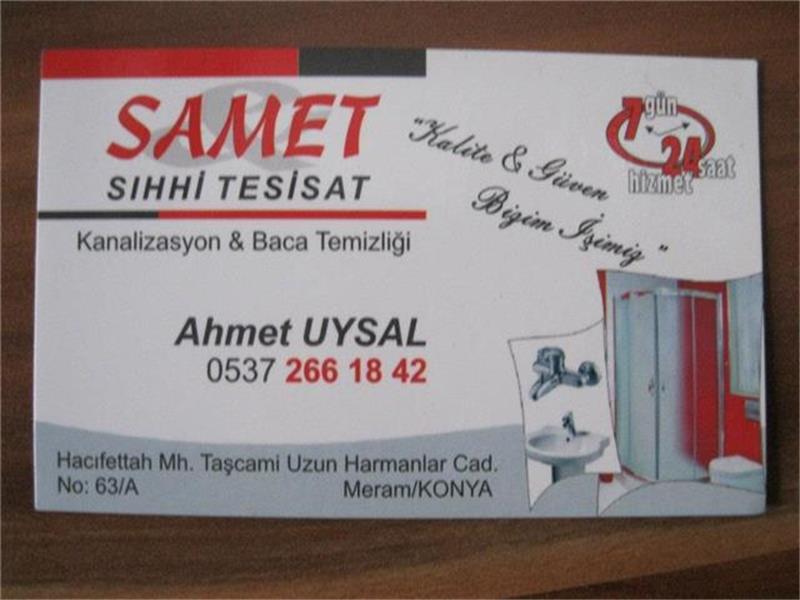 SAMET
SIHHİ TESİSAT
Kanalizasyon & Baca Temizliği
"Kalite & Güven
Bizim İşimiz"
7 gün
24 saat
hizmet
Ahmet UYSAL
0537 266 18 42
Hacıfettah Mh. Taşcami Uzun Harmanlar Cad.
No: 63/A Meram/KONYA